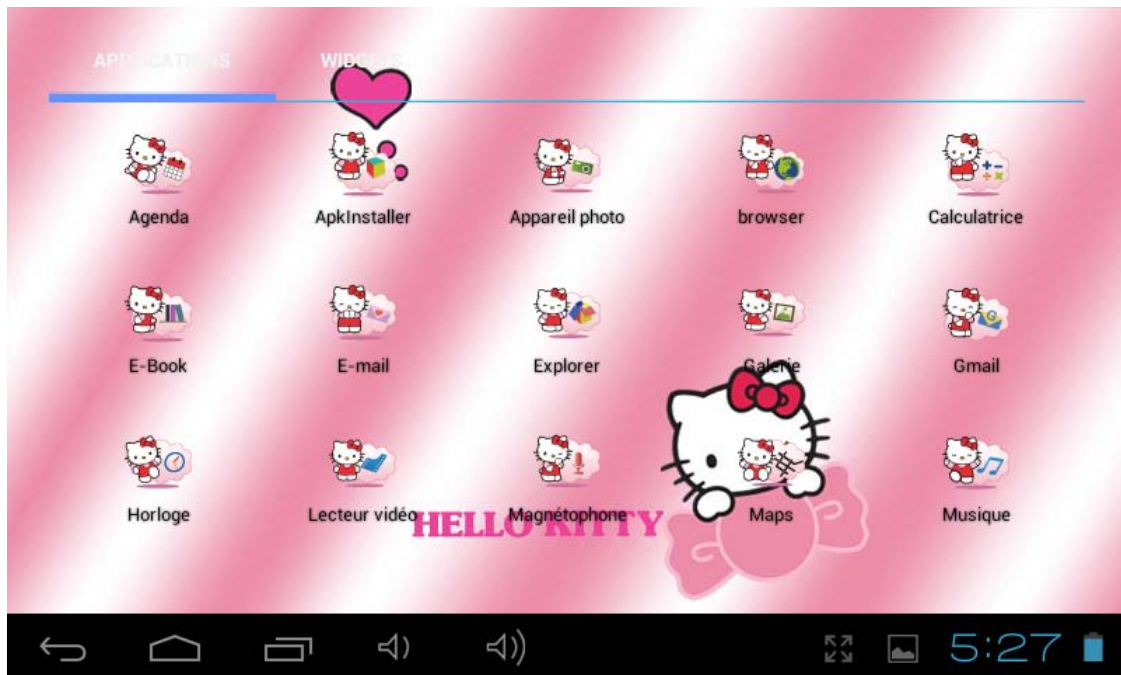 APPLICATIONS WIDGETS
Agenda ApkInstaller Appareil photo browser Calculatrice
E-Book E-mail Explorer Galerie Gmail
Horloge Lecteur vidéo Magnétophone Maps Musique
HELLO KITTY
5:27